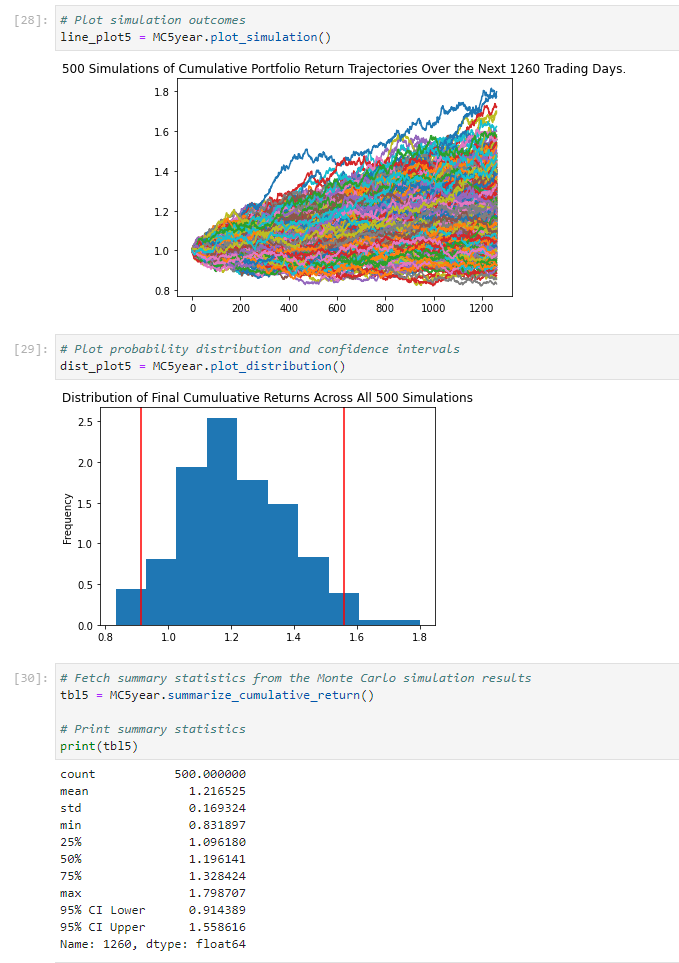 [28]:
# Plot simulation outcomes
line_plot5 = MC5year.plot_simulation()
500 Simulations of Cumulative Portfolio Return Trajectories Over the Next 1260 Trading Days.
1.8
1.6
1.4
1.2
1.0
0.8
0 200 400 600 800 1000 1200
[29]:
# Plot probability distribution and confidence intervals
dist_plot5 = MC5year.plot_distribution()
Distribution of Final Cumuluative Returns Across All 500 Simulations
Frequency
2.5
2.0
1.5
1.0
0.5
0.0
0.8 1.0 1.2 1.4 1.6 1.8
[30]:
# Fetch summary statistics from the Monte Carlo simulation results
tbl5 = MC5year.summarize_cumulative_return()
# Print summary statistics
print(tbl5)
count 500.000000
mean 1.216525
std 0.169324
min 0.831897
25% 1.096180
50% 1.196141
75% 1.328424
max 1.798707
95% CI Lower 0.914389
95% CI Upper 1.558616
Name: 1260, dtype: float64